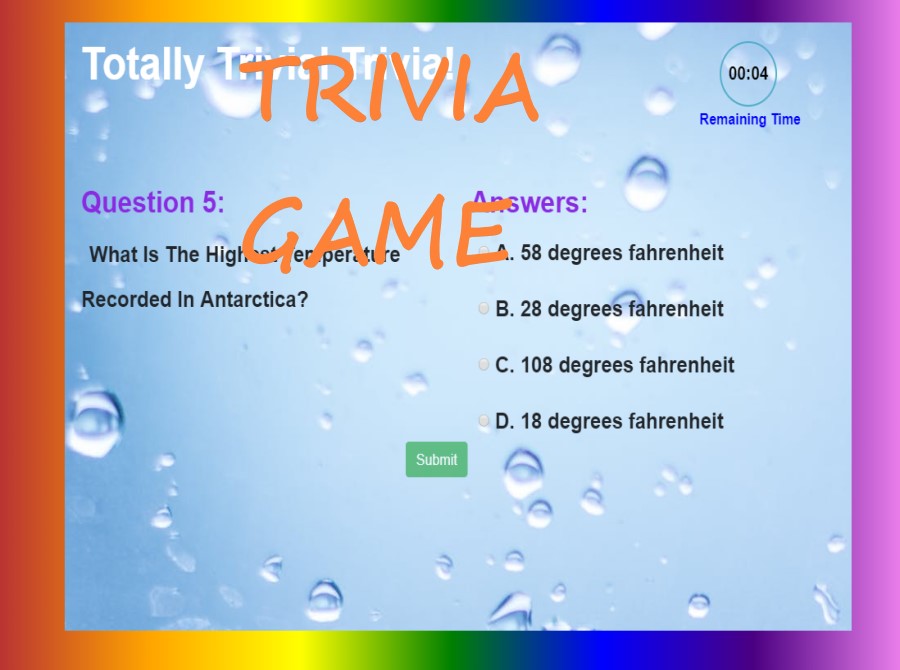 Totally Trivial Trivia!
TRIVIA
GAME
00:04
Remaining Time
Question 5:
What Is The Highest Temperature
Recorded In Antarctica?
Answers:
A. 58 degrees fahrenheit
B. 28 degrees fahrenheit
C. 108 degrees fahrenheit
D. 18 degrees fahrenheit
Submit